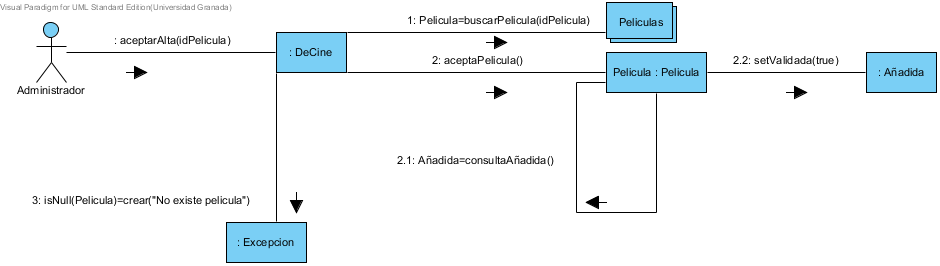 Visual Paradigm for UML Standard Edition(Universidad Granada)
1: Pelicula=buscarPelicula(idPelicula)
Peliculas
: aceptarAlta(idPelicula)
: DeCine
2: aceptaPelicula()
Pelicula : Pelicula
2.2: setValidada(true)
: Añadida
Administrador
2.1: Añadida=consultaAñadida()
3: isNull(Pelicula)=crear("No existe pelicula")
: Excepcion